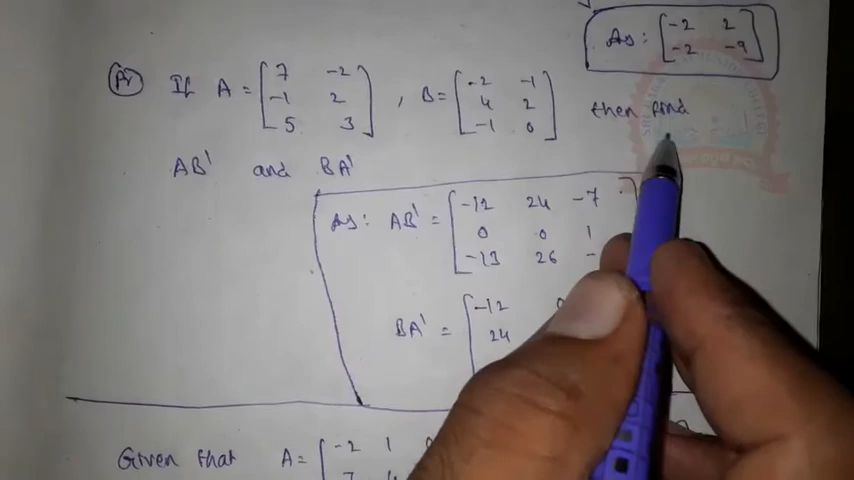 As: [-2 2
-2 -9]
Ar If A = [7 -2
-1 2
5 3] , B = [-2 -1
4 2
-1 0] then find
AB' and BA'
As: AB' = [-12 24 -7
0 0 1
-13 26 -
BA' = [-12
24
Given that A = [-2 1